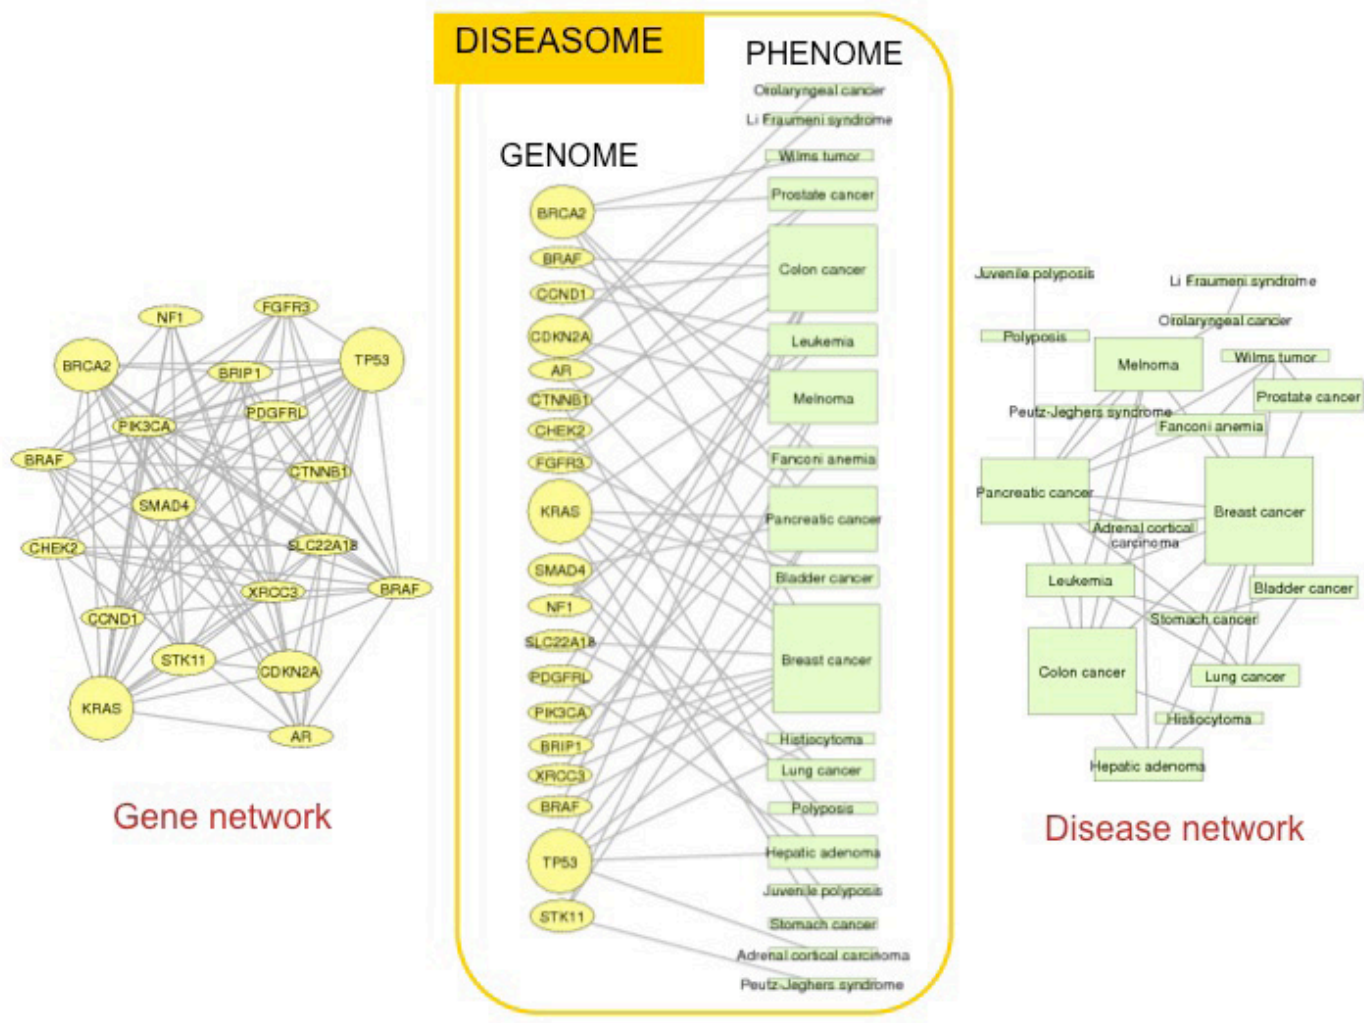 DISEASOME
PHENOME
GENOME
Orolaryngeal cancer
Li Fraumeni syndrome
Wilms tumor
Prostate cancer
Colon cancer
Leukemia
Melnoma
Fanconi anemia
Pancreatic cancer
Bladder cancer
Breast cancer
Histiocytoma
Lung cancer
Polyposis
Hepatic adenoma
Juvenile polyposis
Stomach cancer
Adrenal cortical carcinoma
Peutz-Jeghers syndrome
BRCA2
BRAF
CCND1
CDKN2A
AR
CTNNB1
CHEK2
FGFR3
KRAS
SMAD4
NF1
SLC22A18
PDGFRL
PIK3CA
BRIP1
XRCC3
BRAF
TP53
STK11
FGFR3
NF1
TP53
BRCA2
BRIP1
PDGFRL
PIK3CA
BRAF
CTNNB1
SMAD4
CHEK2
SLC22A18
XRCC3
BRAF
CCND1
STK11
CDKN2A
KRAS
AR
Gene network
Juvenile polyposis
Li Fraumeni syndrome
Orolaryngeal cancer
Polyposis
Wilms tumor
Melnoma
Prostate cancer
Peutz-Jeghers syndrome
Fanconi anemia
Pancreatic cancer
Breast cancer
Adrenal cortical
carcinoma
Leukemia
Bladder cancer
Stomach cancer
Colon cancer
Lung cancer
Histiocytoma
Hepatic adenoma
Disease network